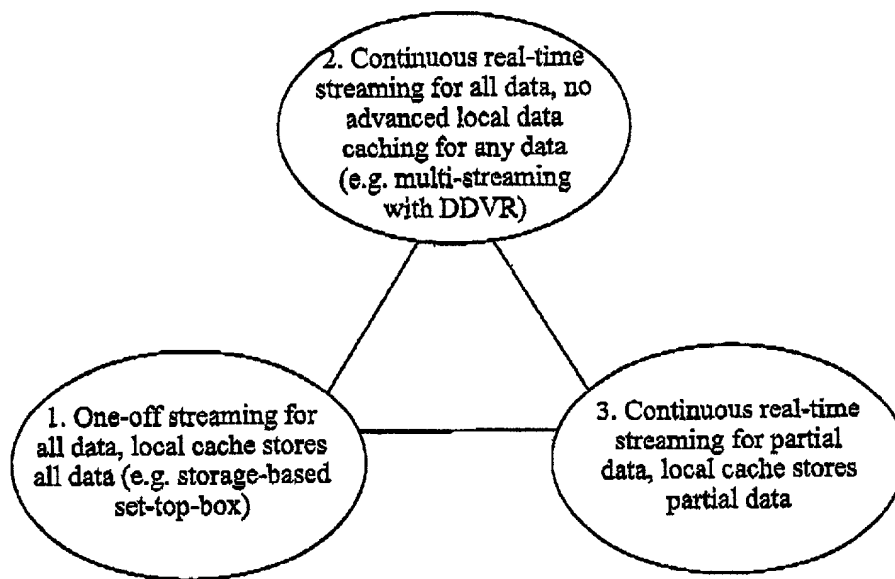 2. Continuous real-time
streaming for all data, no
advanced local data
caching for any data
(e.g. multi-streaming
with DDVR)
1. One-off streaming for
all data, local cache stores
all data (e.g. storage-based
set-top-box)
3. Continuous real-time
streaming for partial
data, local cache stores
partial data